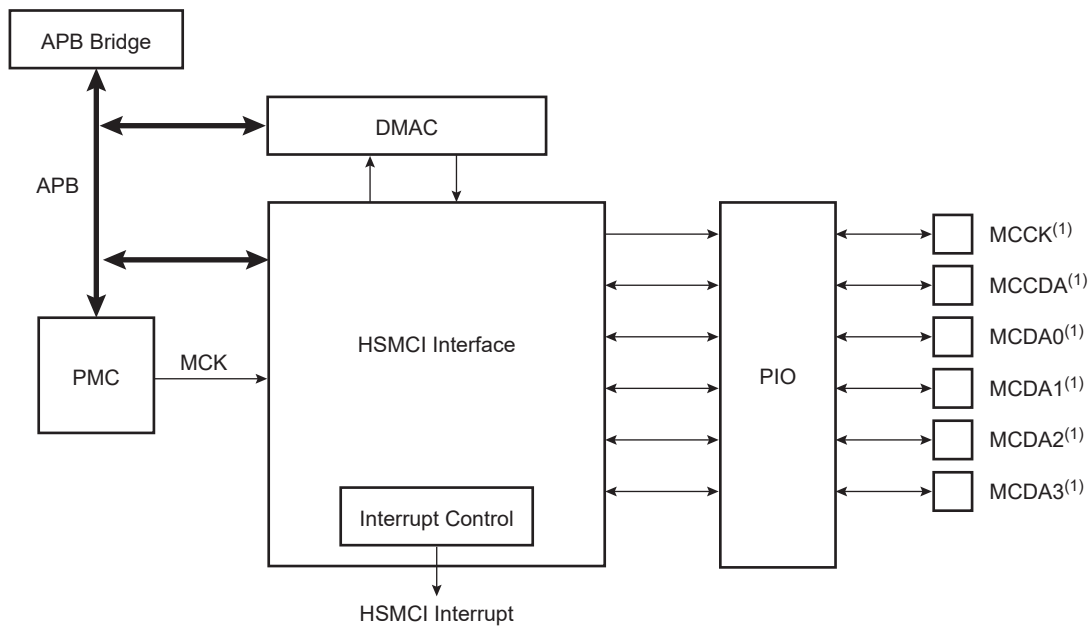 APB Bridge
DMAC
APB
MCCK(1)
MCCDA(1)
HSMCI Interface
MCDA0(1)
MCK
PMC
PIO
MCDA1(1)
MCDA2(1)
MCDA3(1)
Interrupt Control
HSMCI Interrupt